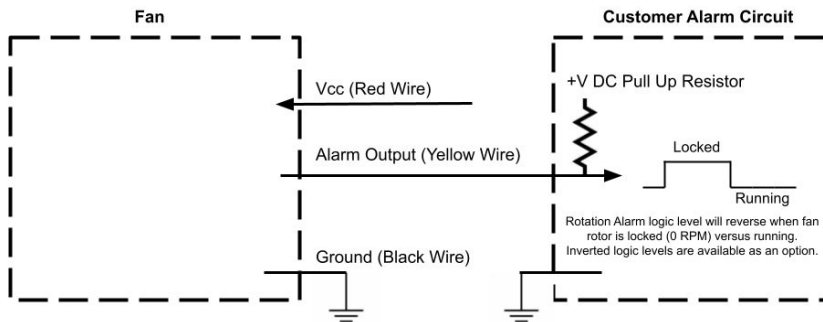 Fan
Customer Alarm Circuit
Vcc (Red Wire)
+V DC Pull Up Resistor
Alarm Output (Yellow Wire)
Locked
Running
Rotation Alarm logic level will reverse when fan
rotor is locked (0 RPM) versus running.
Inverted logic levels are available as an option.
Ground (Black Wire)